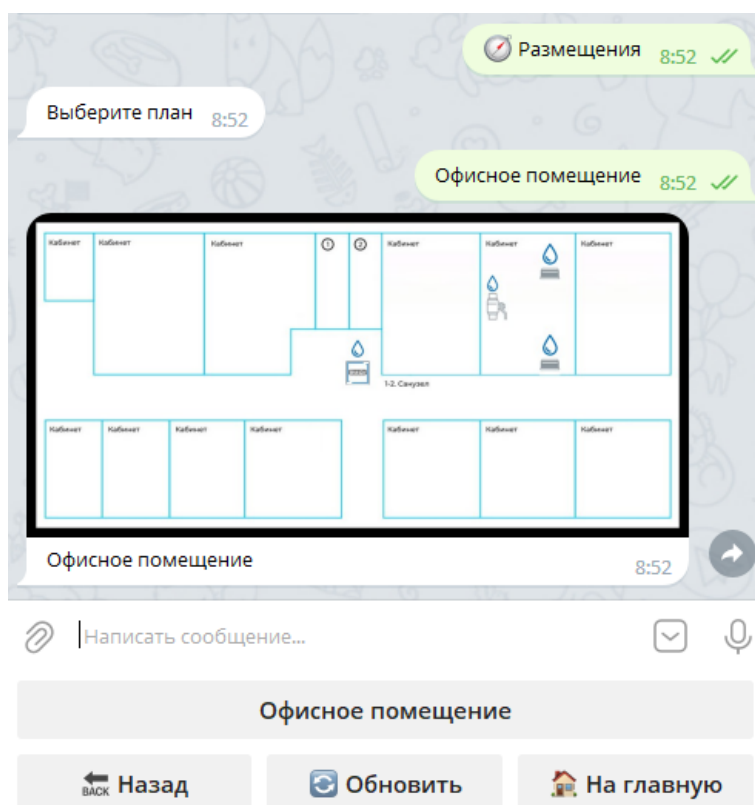 Размещения 8:52
Выберите план 8:52
Офисное помещение 8:52
Кабинет Кабинет Кабинет 1 2 Кабинет Кабинет Кабинет
1-2. Санузел
Кабинет Кабинет Кабинет Кабинет Кабинет Кабинет Кабинет
Офисное помещение 8:52
Написать сообщение...
Офисное помещение
BACK Назад Обновить На главную